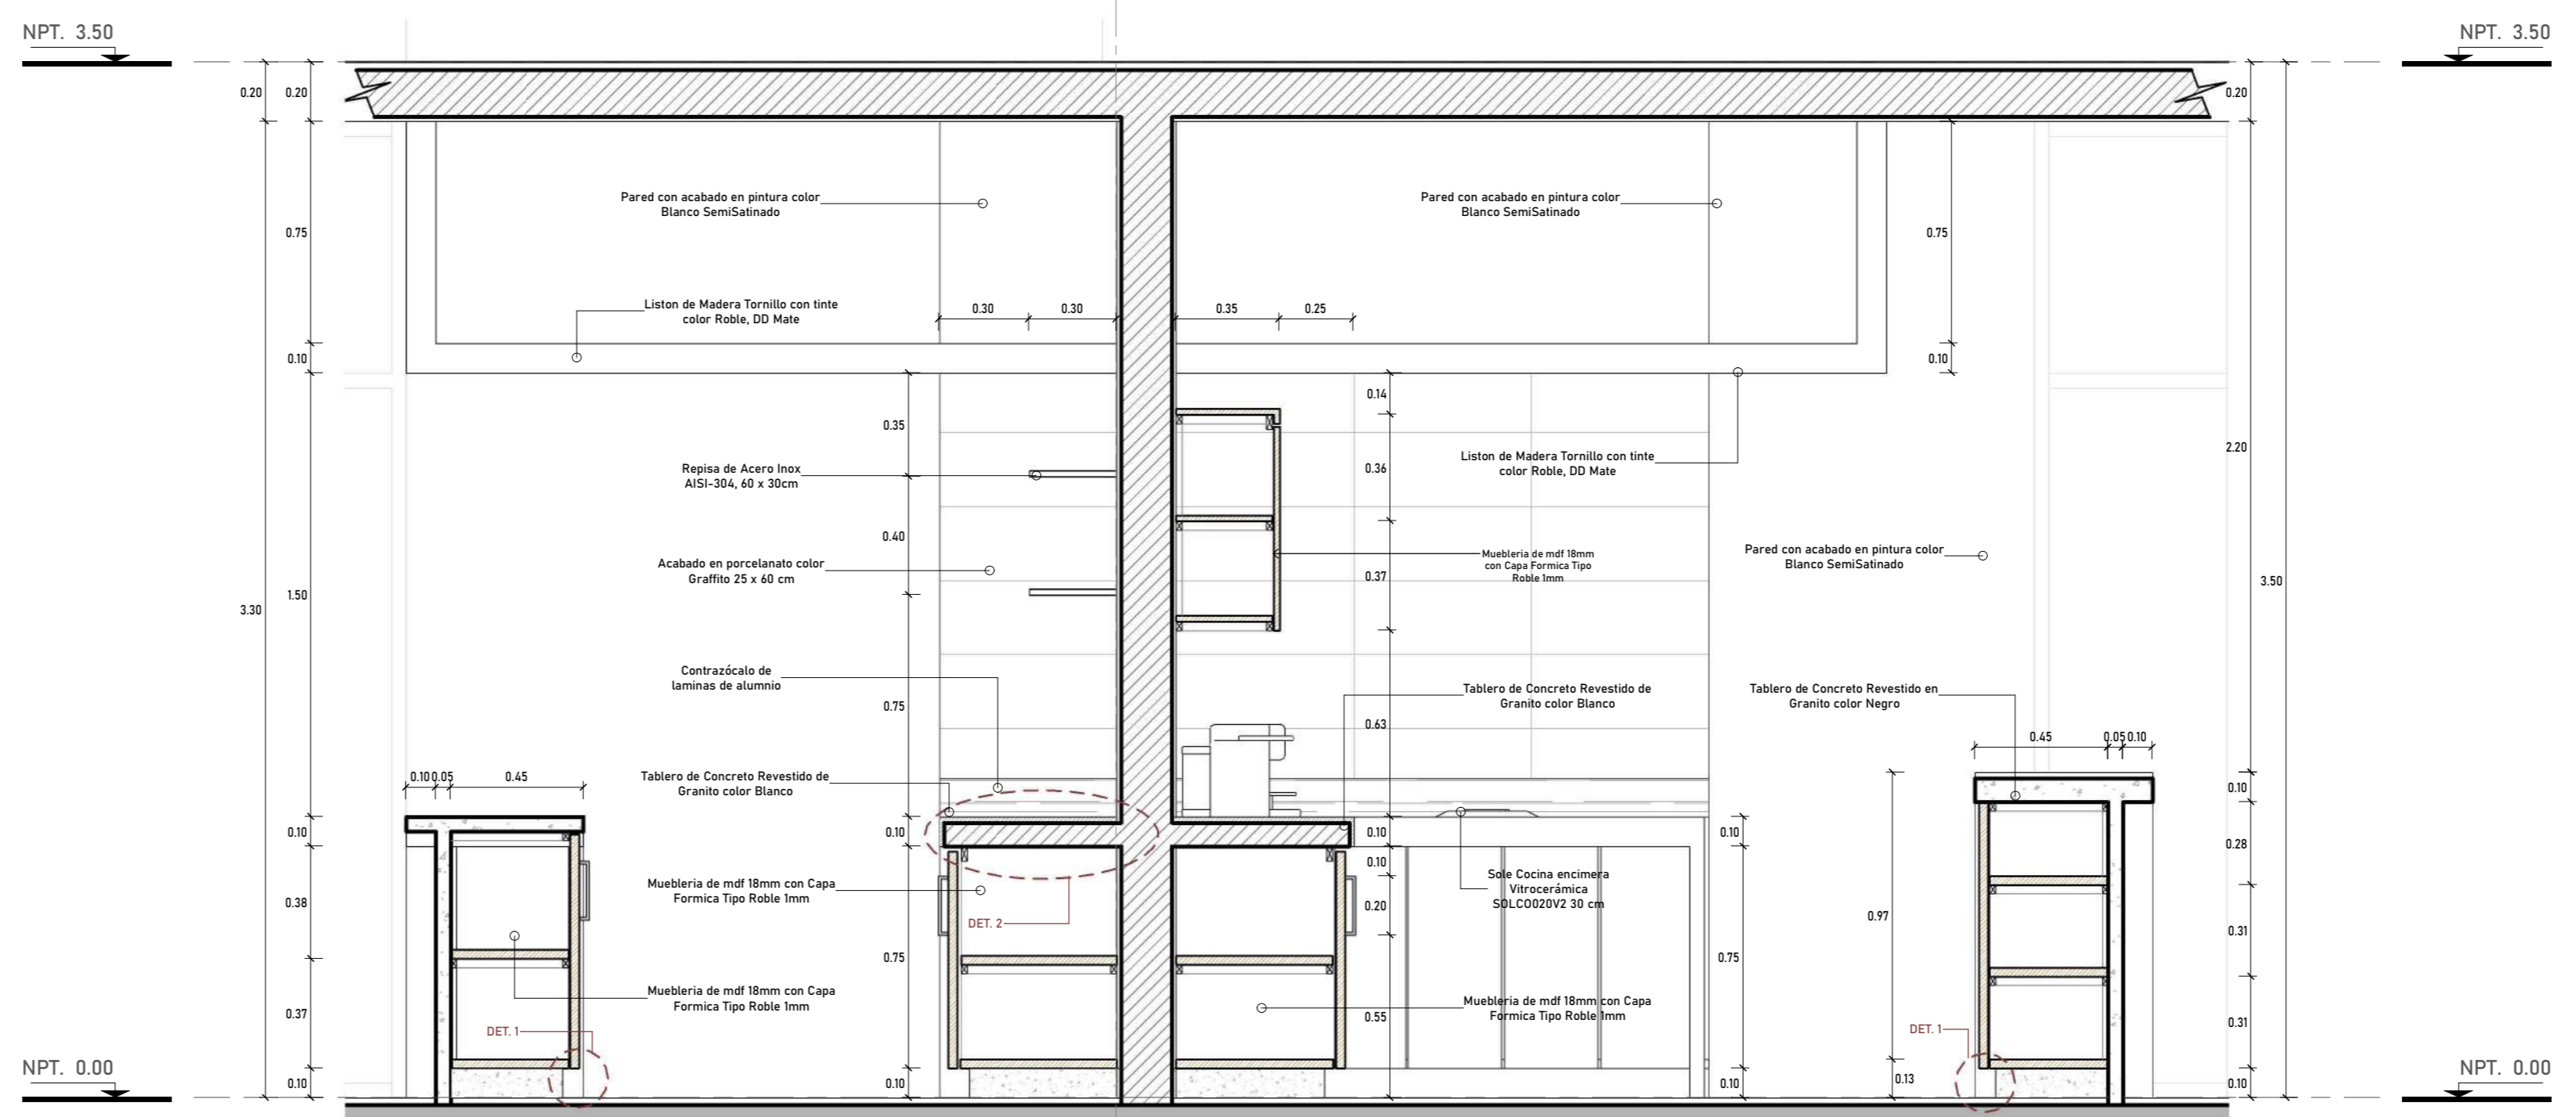 NPT. 3.50
NPT. 3.50
0.20
0.20
0.20
Pared con acabado en pintura color
Blanco SemiSatinado
Pared con acabado en pintura color
Blanco SemiSatinado
0.75
0.75
Liston de Madera Tornillo con tinte
color Roble, DD Mate
0.30
0.30
0.35
0.25
0.10
0.10
0.14
0.35
2.20
Repisa de Acero Inox
AISI-304, 60 x 30cm
0.36
Liston de Madera Tornillo con tinte
color Roble, DD Mate
0.40
Acabado en porcelanato color
Graffito 25 x 60 cm
Muebleria de mdf 18mm
con Capa Formica Tipo
Roble 1mm
0.37
Pared con acabado en pintura color
Blanco SemiSatinado
3.50
3.30
1.50
Contrazócalo de
laminas de alumnio
0.75
0.63
Tablero de Concreto Revestido de
Granito color Blanco
Tablero de Concreto Revestido en
Granito color Negro
0.45
0.05
0.10
0.10
0.05
0.45
Tablero de Concreto Revestido de
Granito color Blanco
0.10
0.10
0.10
0.10
0.10
0.10
0.28
0.10
Muebleria de mdf 18mm con Capa
Formica Tipo Roble 1mm
Sole Cocina encimera
Vitrocerámica
SOLCO020V2 30 cm
0.38
0.20
0.97
DET. 2
0.31
0.75
0.75
Muebleria de mdf 18mm con Capa
Formica Tipo Roble 1mm
Muebleria de mdf 18mm con Capa
Formica Tipo Roble 1mm
0.37
0.55
0.31
DET. 1
DET. 1
NPT. 0.00
NPT. 0.00
0.10
0.10
0.10
0.13
0.10